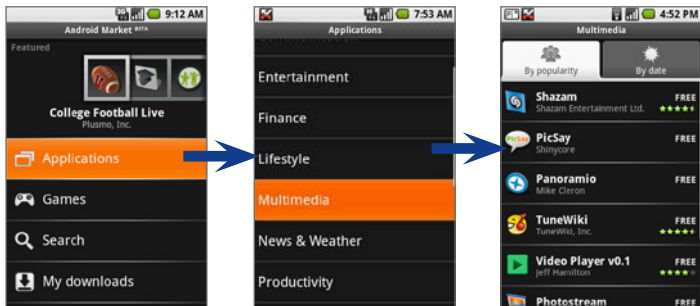 9:12 AM
Android Market BETA
Featured
College Football Live
Plusmo, Inc.
Applications
Games
Search
My downloads
7:53 AM
Applications
Entertainment
Finance
Lifestyle
Multimedia
News & Weather
Productivity
4:52 PM
Multimedia
By popularity
By date
Shazam FREE
Shazam Entertainment Ltd.
PicSay FREE
Shinycore
Panoramio FREE
Mike Cleron
TuneWiki FREE
TuneWiki, Inc.
Video Player v0.1 FREE
Jeff Hamilton
Photostream FREE